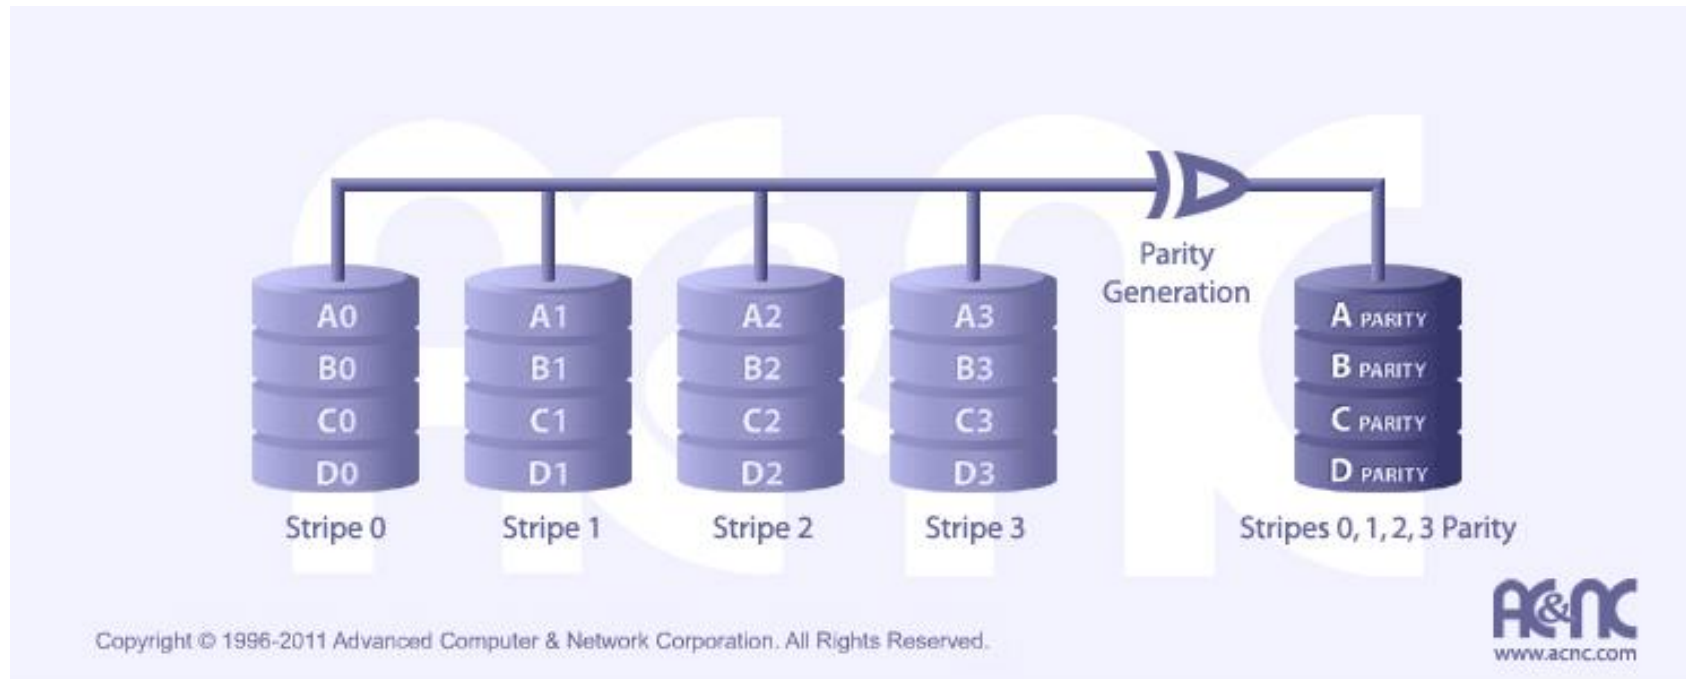 Parity
Generation
A0
B0
C0
D0
Stripe 0
A1
B1
C1
D1
Stripe 1
A2
B2
C2
D2
Stripe 2
A3
B3
C3
D3
Stripe 3
A PARITY
B PARITY
C PARITY
D PARITY
Stripes 0, 1, 2, 3 Parity
Copyright © 1996-2011 Advanced Computer & Network Corporation. All Rights Reserved.
AC&NC
www.acnc.com